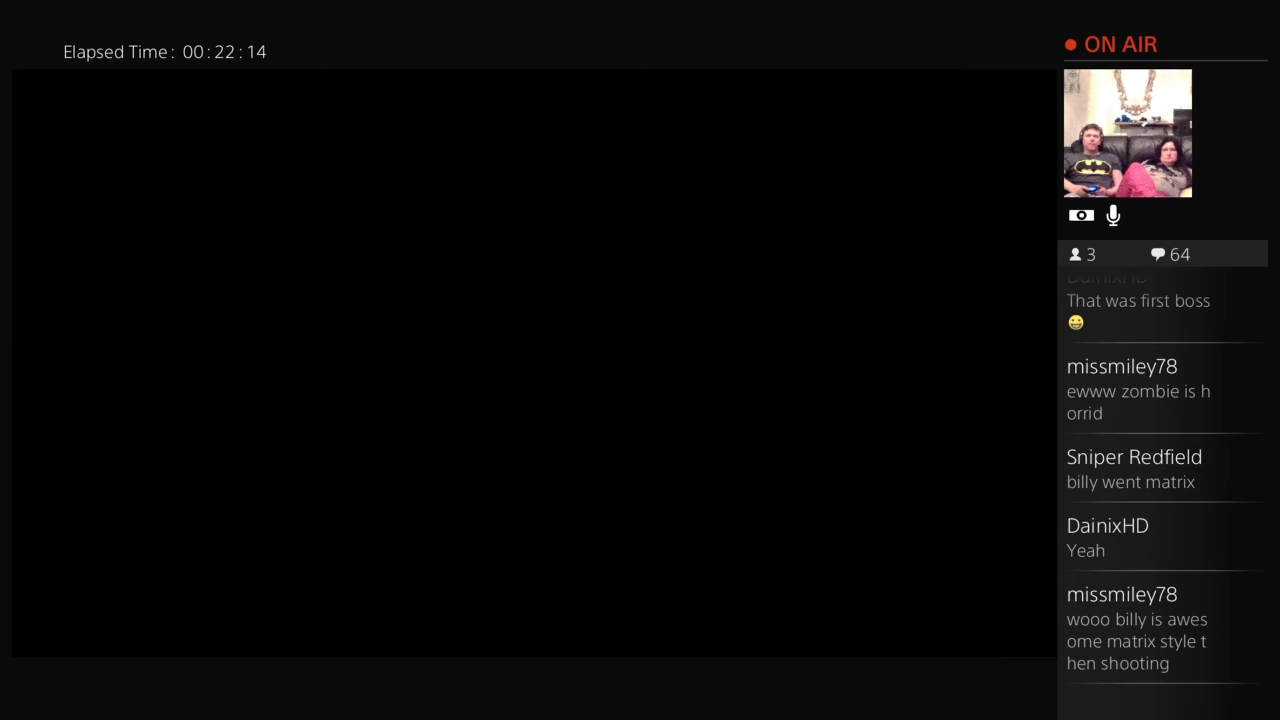 Elapsed Time: 00:22:14
ON AIR
3 64
DainixHD
That was first boss
😀
missmiley78
ewww zombie is h
orrid
Sniper Redfield
billy went matrix
DainixHD
Yeah
missmiley78
wooo billy is awes
ome matrix style t
hen shooting